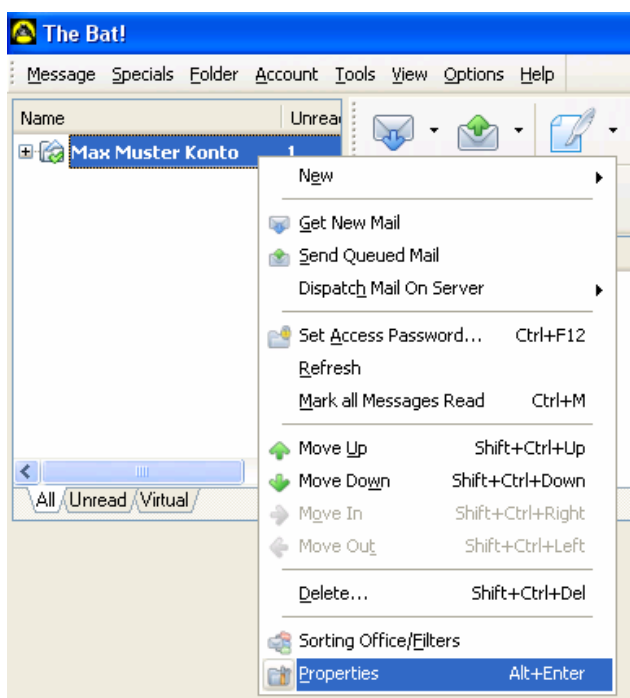 The Bat!
Message Specials Folder Account Tools View Options Help
Name Unrea
Max Muster Konto 1
New
Get New Mail
Send Queued Mail
Dispatch Mail On Server
Set Access Password... Ctrl+F12
Refresh
Mark all Messages Read Ctrl+M
Move Up Shift+Ctrl+Up
Move Down Shift+Ctrl+Down
Move In Shift+Ctrl+Right
Move Out Shift+Ctrl+Left
Delete... Shift+Ctrl+Del
Sorting Office/Filters
Properties Alt+Enter
All Unread Virtual